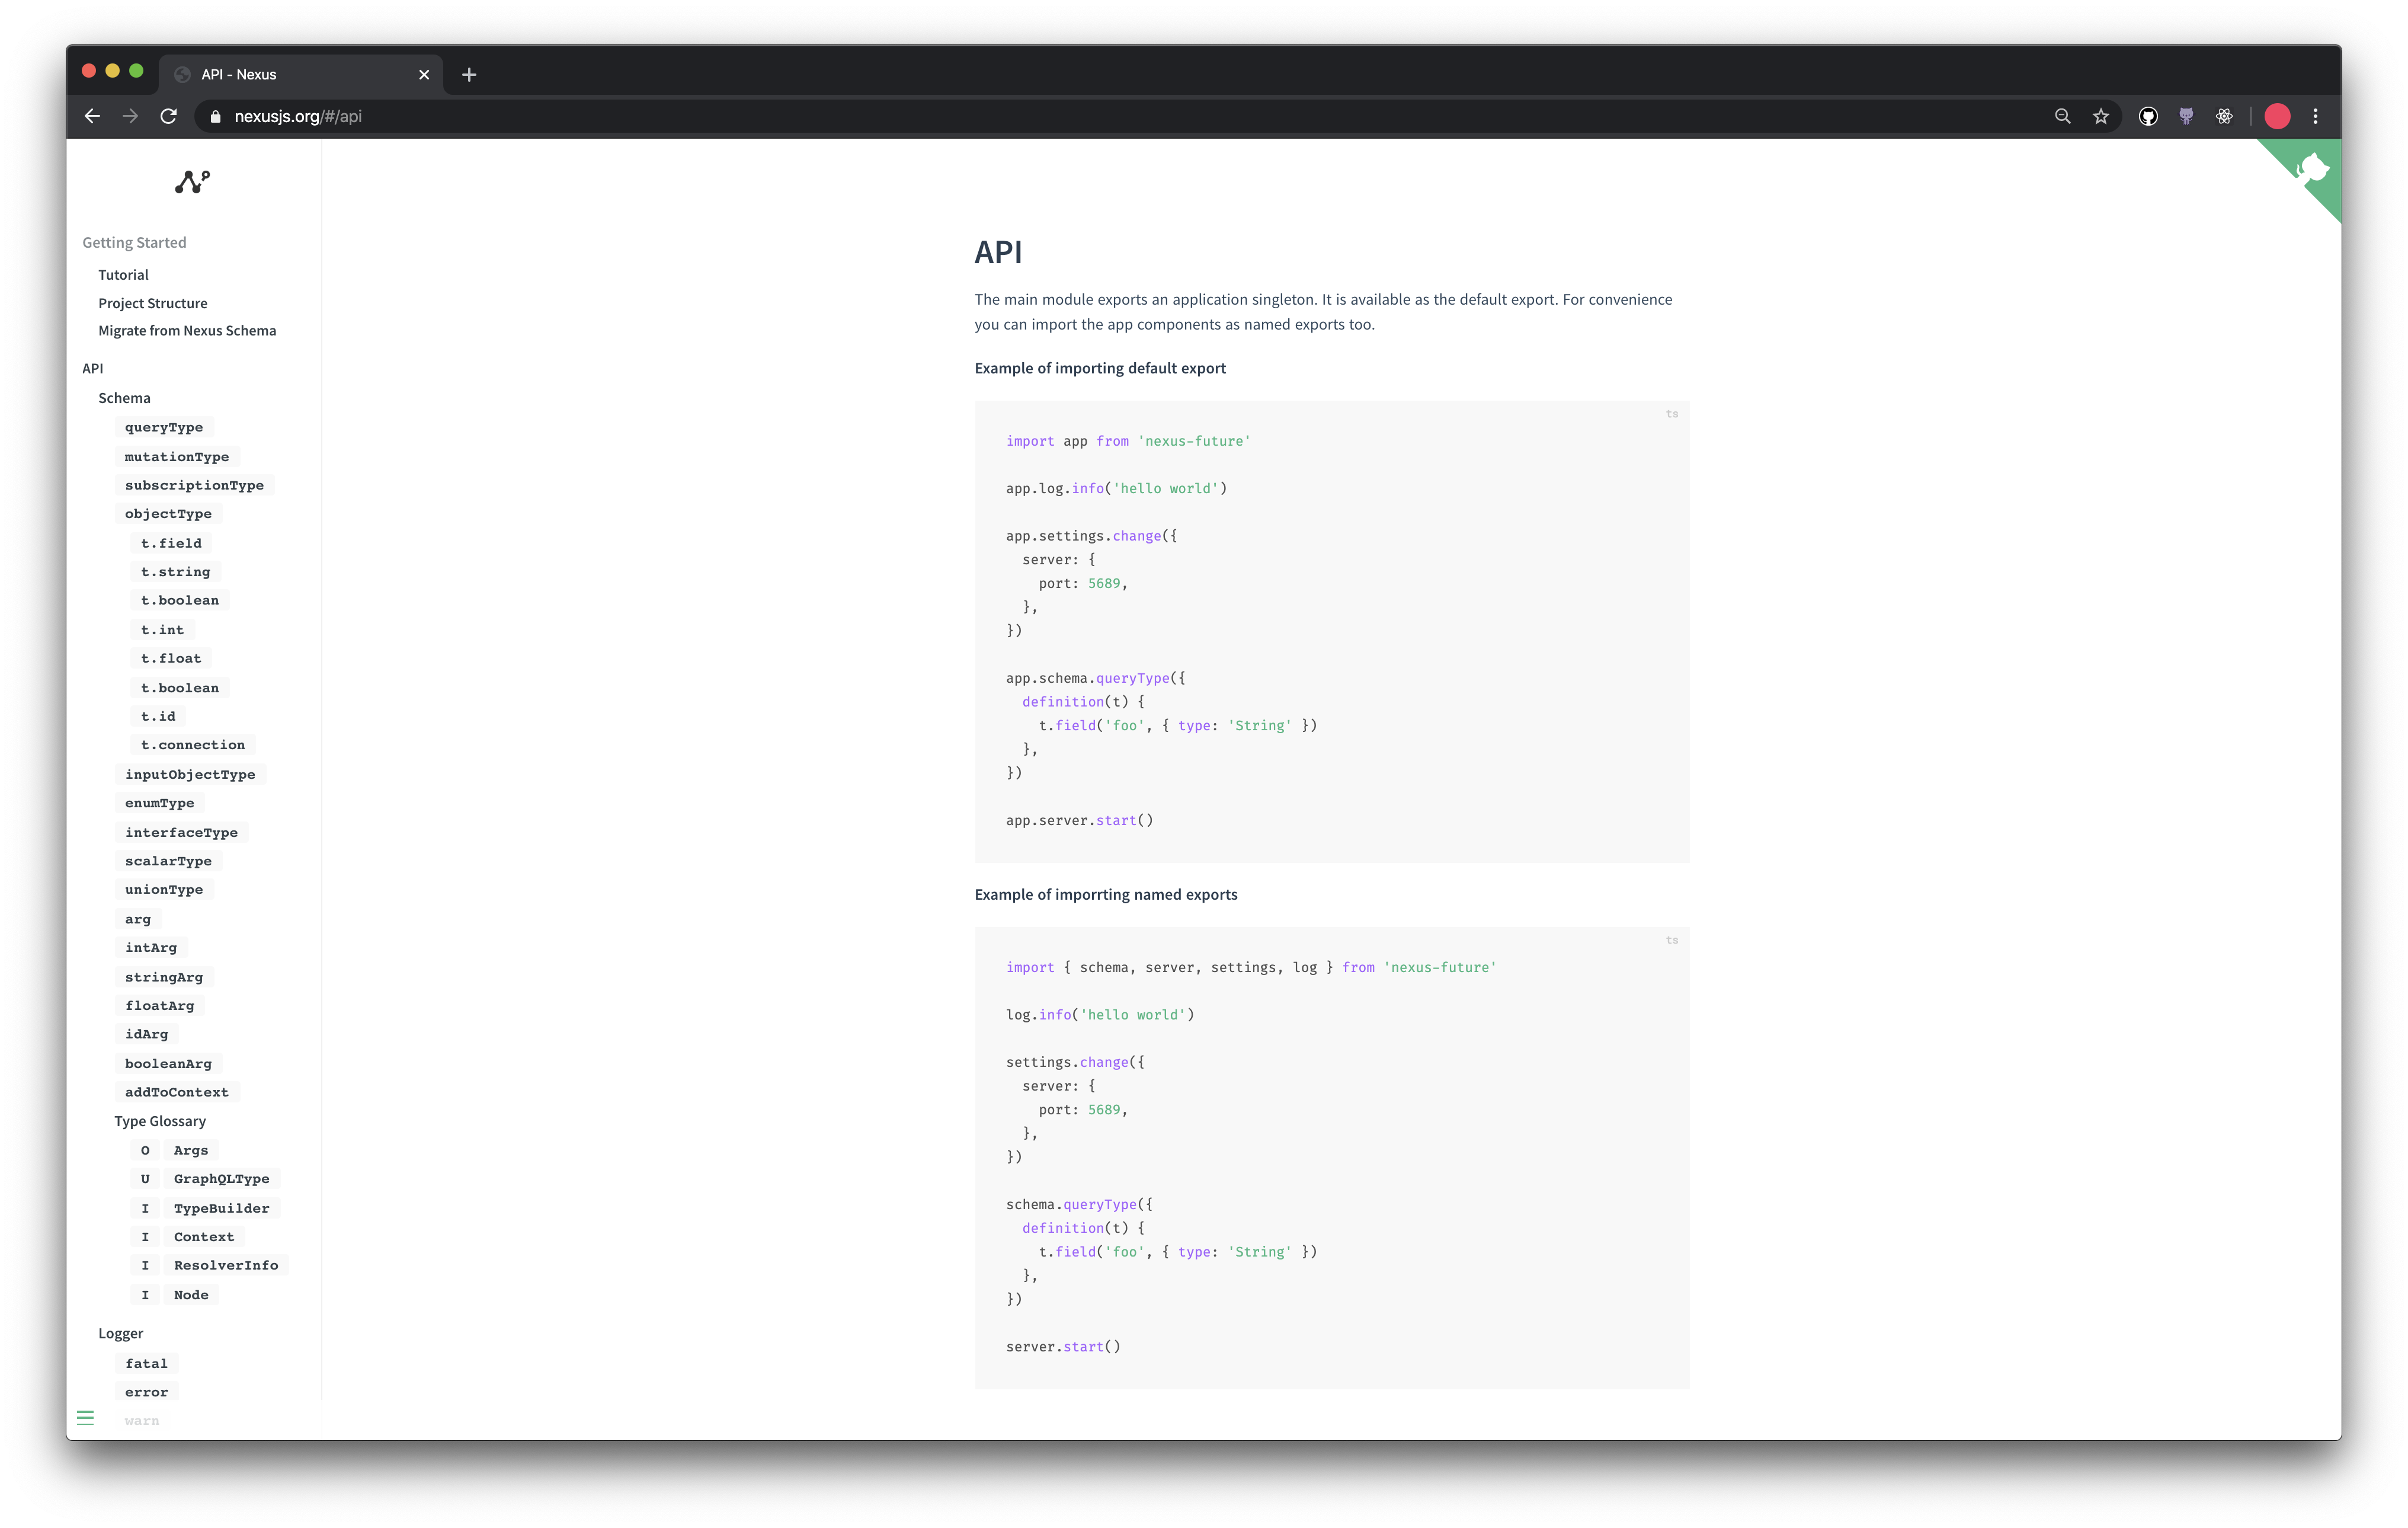 API - Nexus
nexusjs.org/#/api
Getting Started
Tutorial
Project Structure
Migrate from Nexus Schema
API
Schema
queryType
mutationType
subscriptionType
objectType
t.field
t.string
t.boolean
t.int
t.float
t.boolean
t.id
t.connection
inputObjectType
enumType
interfaceType
scalarType
unionType
arg
intArg
stringArg
floatArg
idArg
booleanArg
addToContext
Type Glossary
O Args
U GraphQLType
I TypeBuilder
I Context
I ResolverInfo
I Node
Logger
fatal
error
warn
API
The main module exports an application singleton. It is available as the default export. For convenience
you can import the app components as named exports too.
Example of importing default export
ts
import app from 'nexus-future'
app.log.info('hello world')
app.settings.change({
  server: {
    port: 5689,
  },
})
app.schema.queryType({
  definition(t) {
    t.field('foo', { type: 'String' })
  },
})
app.server.start()
Example of imporrting named exports
ts
import { schema, server, settings, log } from 'nexus-future'
log.info('hello world')
settings.change({
  server: {
    port: 5689,
  },
})
schema.queryType({
  definition(t) {
    t.field('foo', { type: 'String' })
  },
})
server.start()